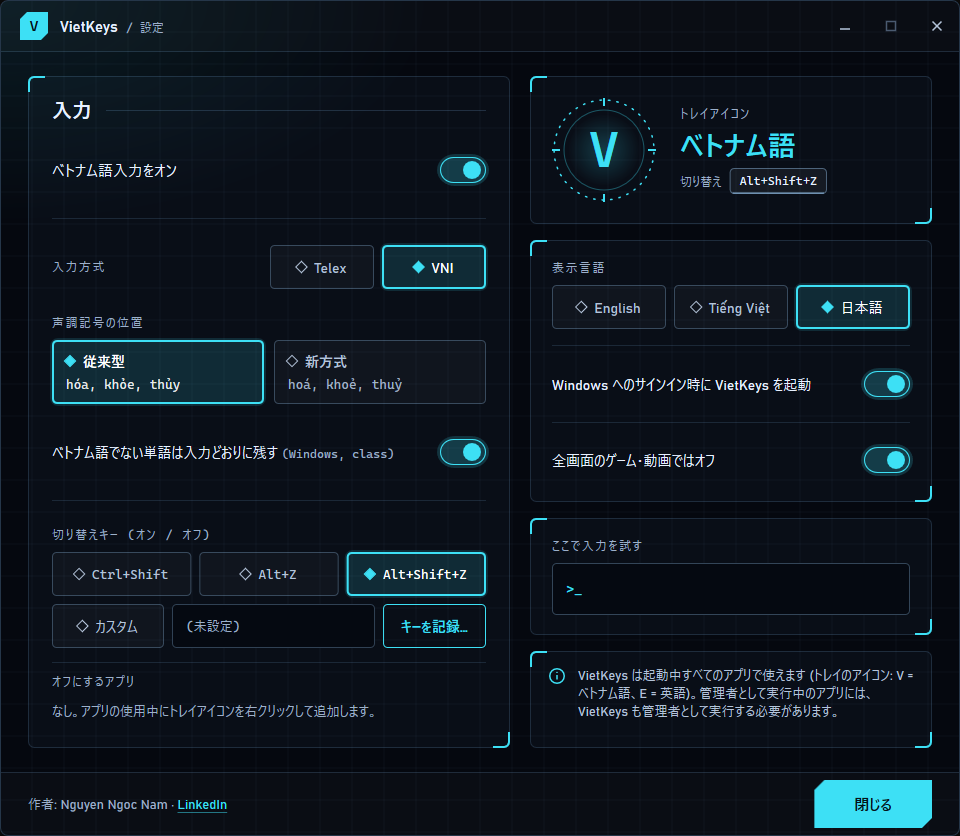 V VietKeys / 設定
入力
ベトナム語入力をオン
入力方式
Telex
VNI
声調記号の位置
従来型
hóa, khỏe, thủy
新方式
hoá, khoẻ, thuỷ
ベトナム語でない単語は入力どおりに残す (Windows, class)
切り替えキー (オン / オフ)
Ctrl+Shift
Alt+Z
Alt+Shift+Z
カスタム
(未設定)
キーを記録…
オフにするアプリ
なし。アプリの使用中にトレイアイコンを右クリックして追加します。
V
トレイアイコン
ベトナム語
切り替え Alt+Shift+Z
表示言語
English
Tiếng Việt
日本語
Windows へのサインイン時に VietKeys を起動
全画面のゲーム・動画ではオフ
ここで入力を試す
>_
VietKeys は起動中すべてのアプリで使えます (トレイのアイコン: V =
ベトナム語、E = 英語)。管理者として実行中のアプリには、
VietKeys も管理者として実行する必要があります。
作者: Nguyen Ngoc Nam · LinkedIn
閉じる